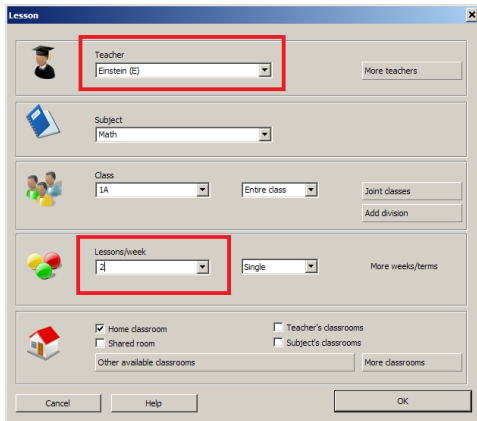 Lesson
Teacher
Einstein (E)
More teachers
Subject
Math
Class
1A
Entire class
Joint classes
Add division
Lessons/week
2
Single
More weeks/terms
Home classroom
Teacher's classrooms
Shared room
Subject's classrooms
Other available classrooms
More classrooms
Cancel
Help
OK